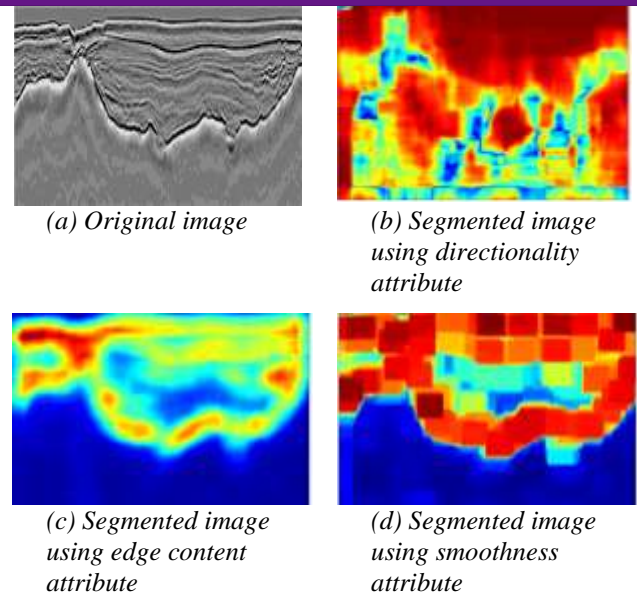 (a) Original image
(b) Segmented image
using directionality
attribute
(c) Segmented image
using edge content
attribute
(d) Segmented image
using smoothness
attribute